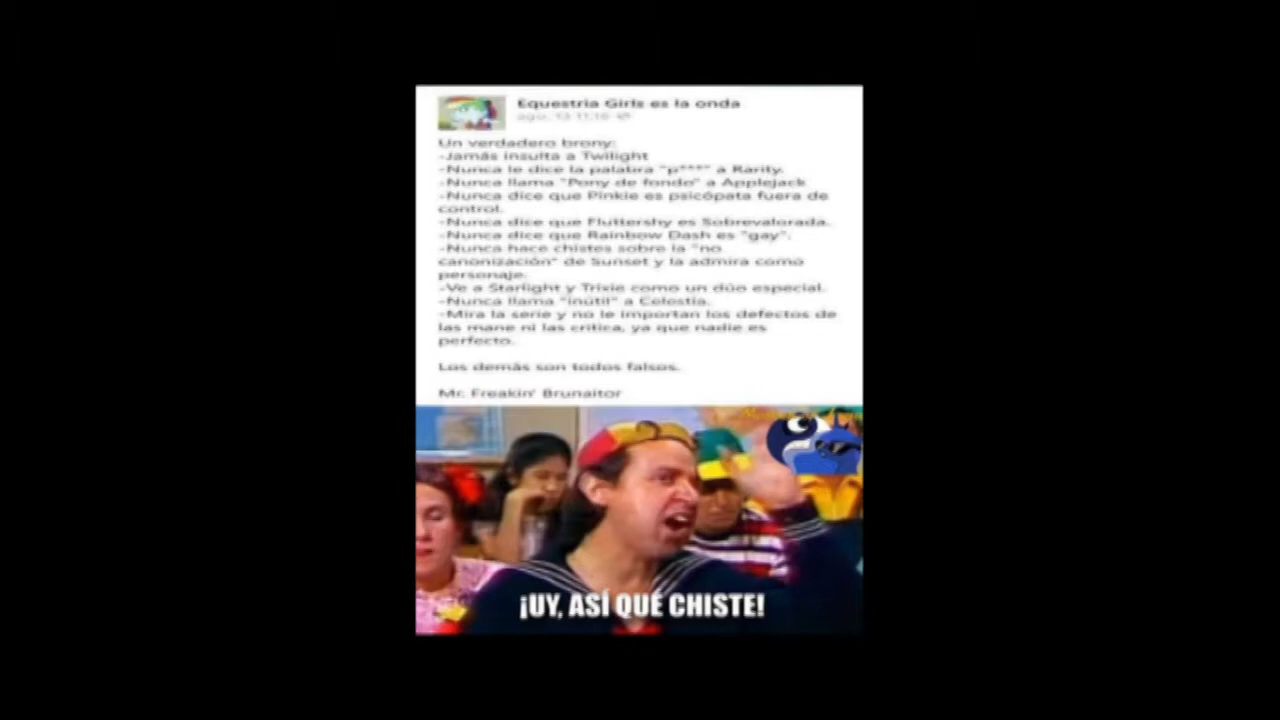 Equestria Girls es la onda
ago. 13 11:16
Un verdadero brony:
-Jamás insulta a Twilight
-Nunca le dice la palabra "p***" a Rarity.
-Nunca llama "Pony de fondo" a Applejack
-Nunca dice que Pinkie es psicópata fuera de
control.
-Nunca dice que Fluttershy es Sobrevalorada.
-Nunca dice que Rainbow Dash es "gay".
-Nunca hace chistes sobre la "no
canonización" de Sunset y la admira como
personaje.
-Ve a Starlight y Trixie como un dúo especial.
-Nunca llama "inútil" a Celestia.
-Mira la serie y no le importan los defectos de
las mane ni las critica, ya que nadie es
perfecto.
Los demás son todos falsos.
Mr. Freakin' Brunaitor
¡UY, ASÍ QUÉ CHISTE!